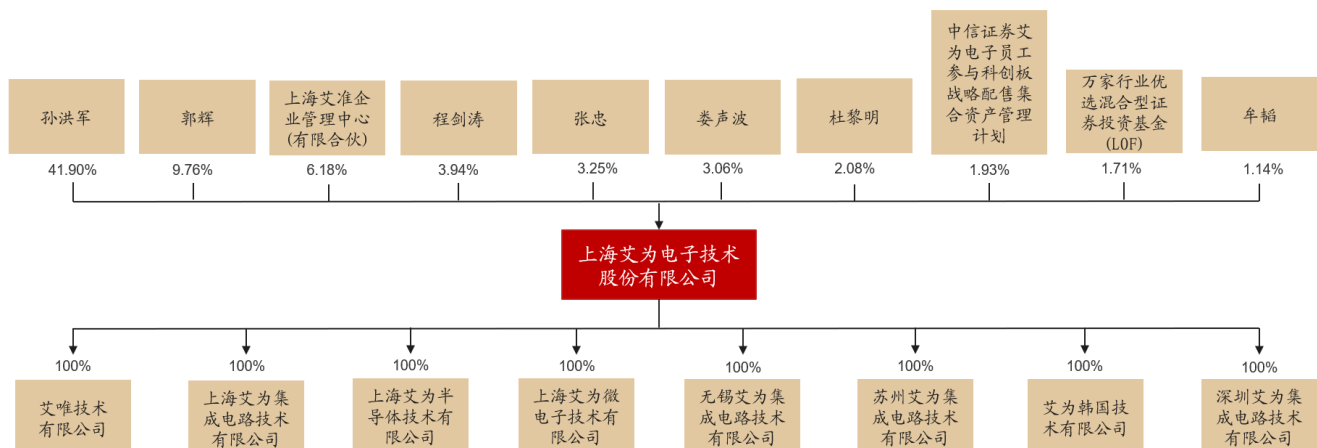 孙洪军
郭辉
上海艾准企
业管理中心
(有限合伙)
程剑涛
张忠
娄声波
杜黎明
中信证券艾
为电子员工
参与科创板
战略配售集
合资产管理
计划
万家行业优
选混合型证
券投资基金
(LOF)
牟韬
41.90%
9.76%
6.18%
3.94%
3.25%
3.06%
2.08%
1.93%
1.71%
1.14%
上海艾为电子技术
股份有限公司
100%
100%
100%
100%
100%
100%
100%
100%
艾唯技术
有限公司
上海艾为集
成电路技术
有限公司
上海艾为半
导体技术有
限公司
上海艾为微
电子技术有
限公司
无锡艾为集
成电路技术
有限公司
苏州艾为集
成电路技术
有限公司
艾为韩国技
术有限公司
深圳艾为集
成电路技术
有限公司